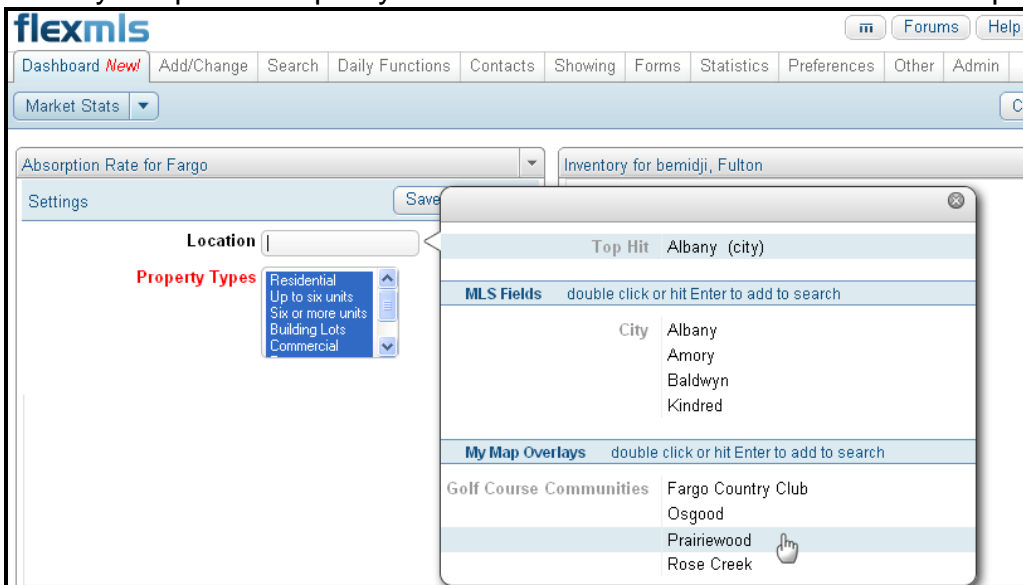 flexmls Forums Help
Dashboard New! Add/Change Search Daily Functions Contacts Showing Forms Statistics Preferences Other Admin
Market Stats
Absorption Rate for Fargo Inventory for bemidji, Fulton
Settings Save
Location Top Hit Albany (city)
Property Types Residential
Up to six units
Six or more units
Building Lots
Commercial
MLS Fields double click or hit Enter to add to search
City Albany
Amory
Baldwyn
Kindred
My Map Overlays double click or hit Enter to add to search
Golf Course Communities Fargo Country Club
Osgood
Prairiewood
Rose Creek